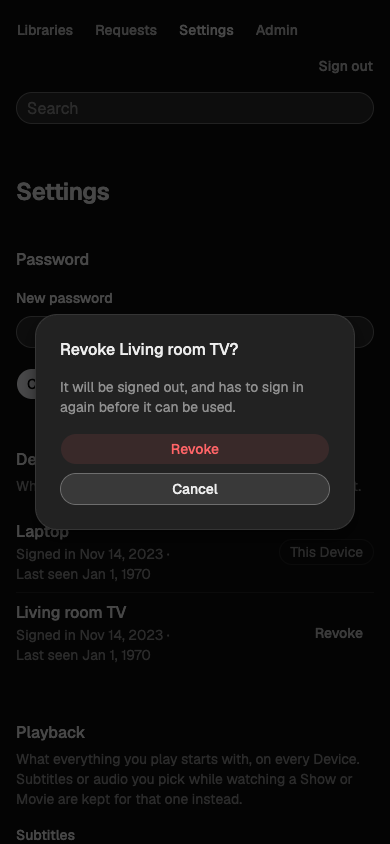 Libraries Requests Settings Admin
Sign out
Search
Settings
Password
New password
Revoke Living room TV?
It will be signed out, and has to sign in
again before it can be used.
Revoke
Cancel
Laptop
Signed in Nov 14, 2023 ·
Last seen Jan 1, 1970
This Device
Living room TV
Signed in Nov 14, 2023 ·
Last seen Jan 1, 1970
Revoke
Playback
What everything you play starts with, on every Device.
Subtitles or audio you pick while watching a Show or
Movie are kept for that one instead.
Subtitles